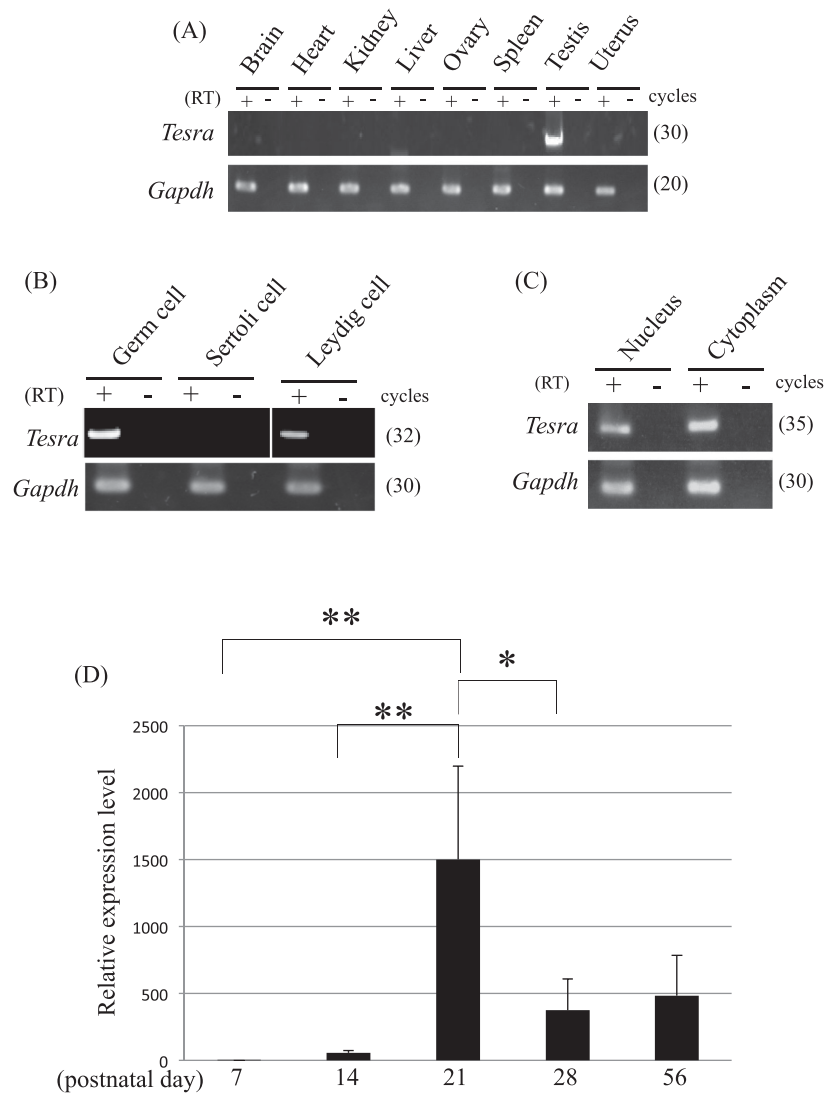 (A)
Brain Heart Kidney Liver Ovary Spleen Testis Uterus
(RT) + - + - + - + - + - + - + - + - cycles
Tesra (30)
Gapdh (20)
(B)
Germ cell Sertoli cell Leydig cell
(RT) + - + - + - cycles
Tesra (32)
Gapdh (30)
(C)
Nucleus Cytoplasm
(RT) + - + - cycles
Tesra (35)
Gapdh (30)
(D)
**
*
**
Relative expression level
2500
2000
1500
1000
500
0
(postnatal day) 7 14 21 28 56